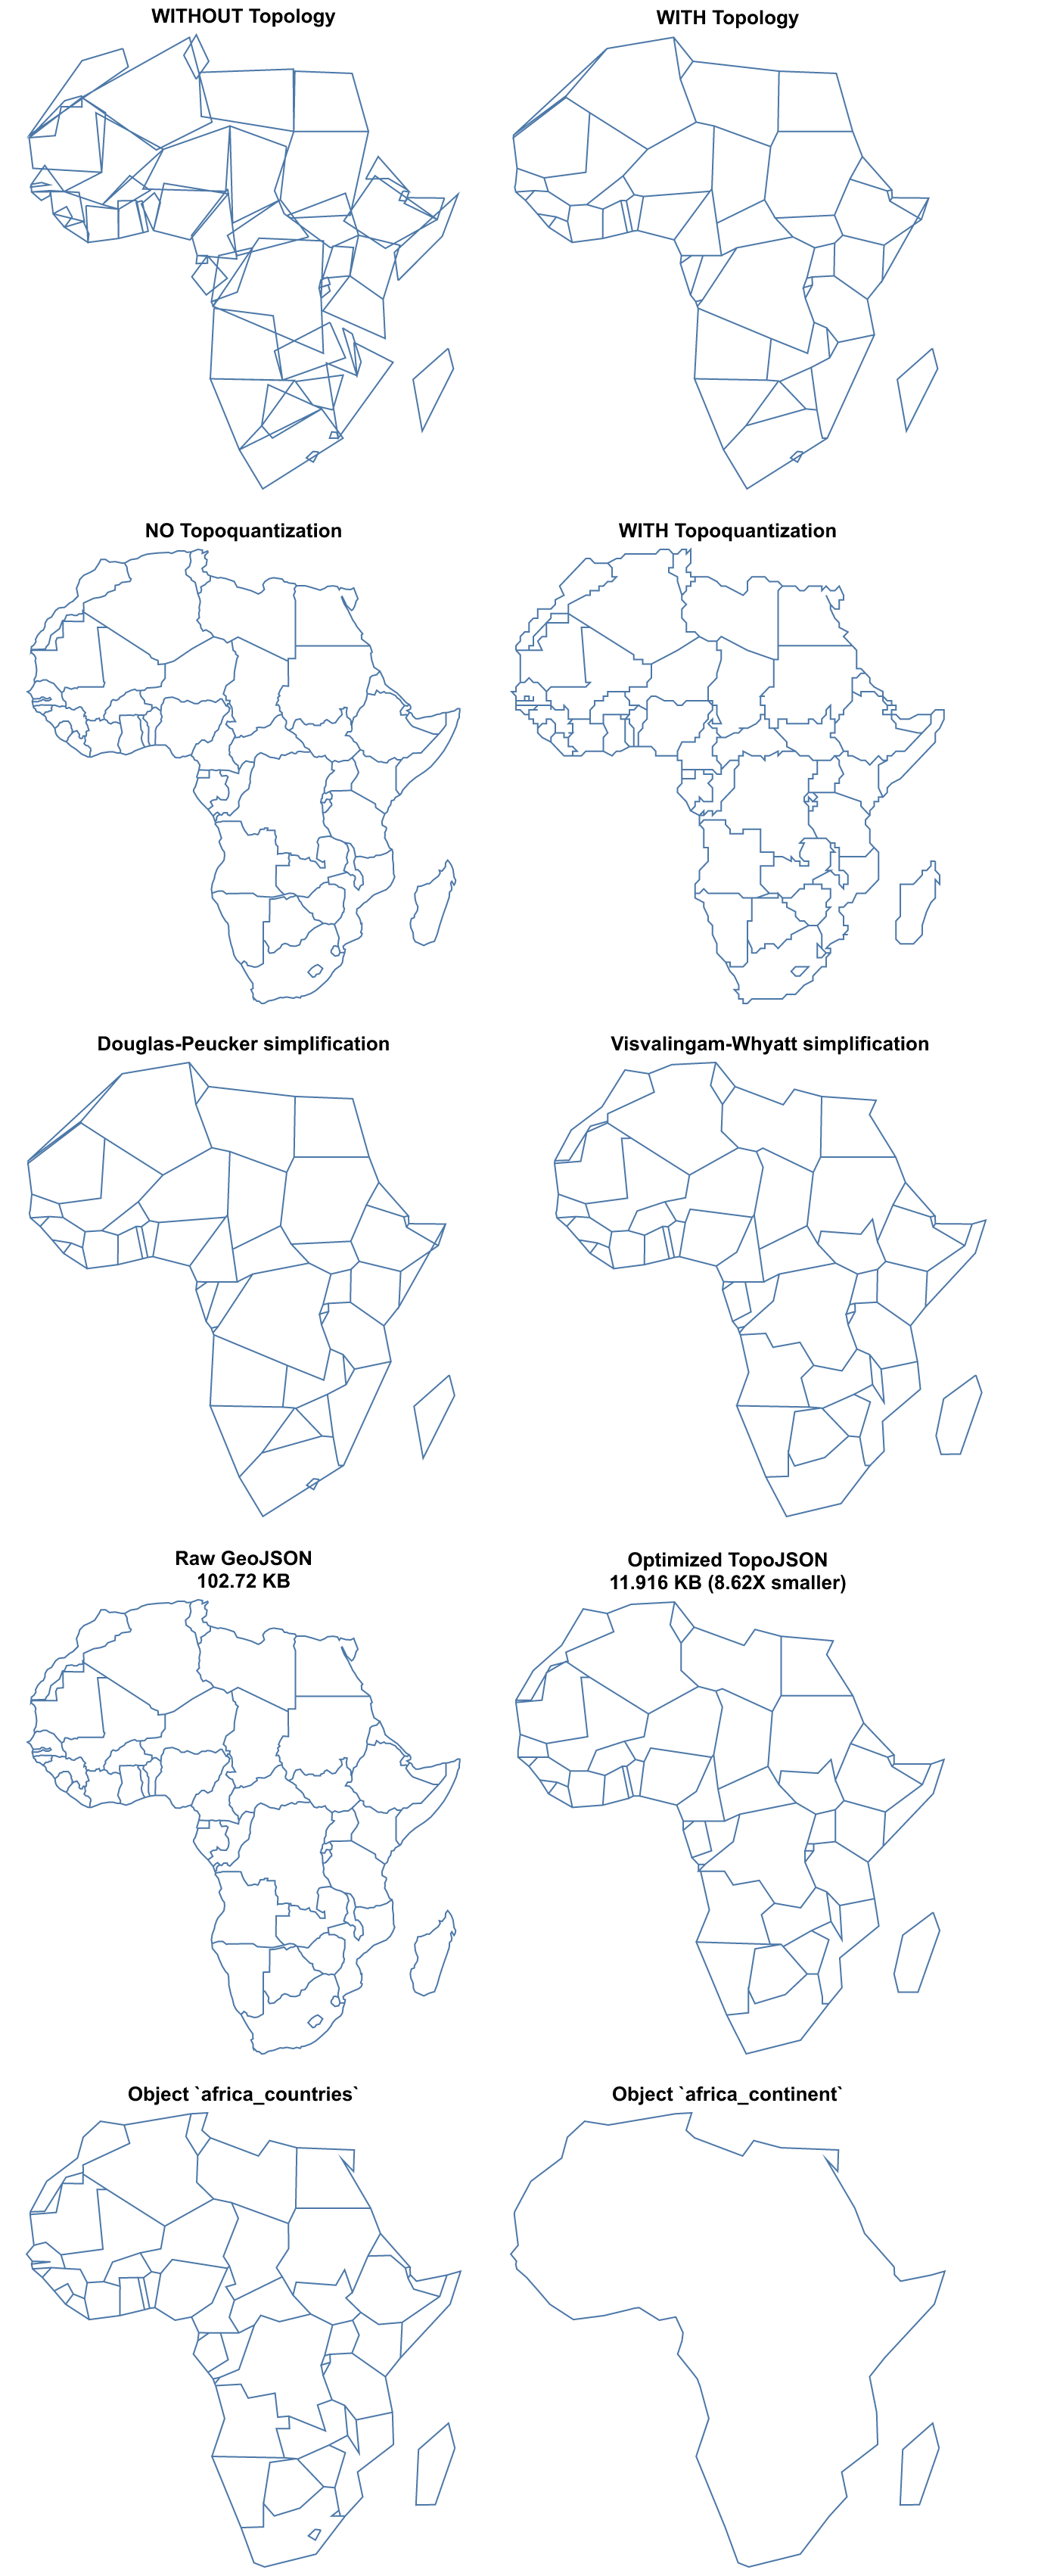 WITHOUT Topology
WITH Topology
NO Topoquantization
WITH Topoquantization
Douglas-Peucker simplification
Visvalingam-Whyatt simplification
Raw GeoJSON
102.72 KB
Optimized TopoJSON
11.916 KB (8.62X smaller)
Object `africa_countries`
Object `africa_continent`